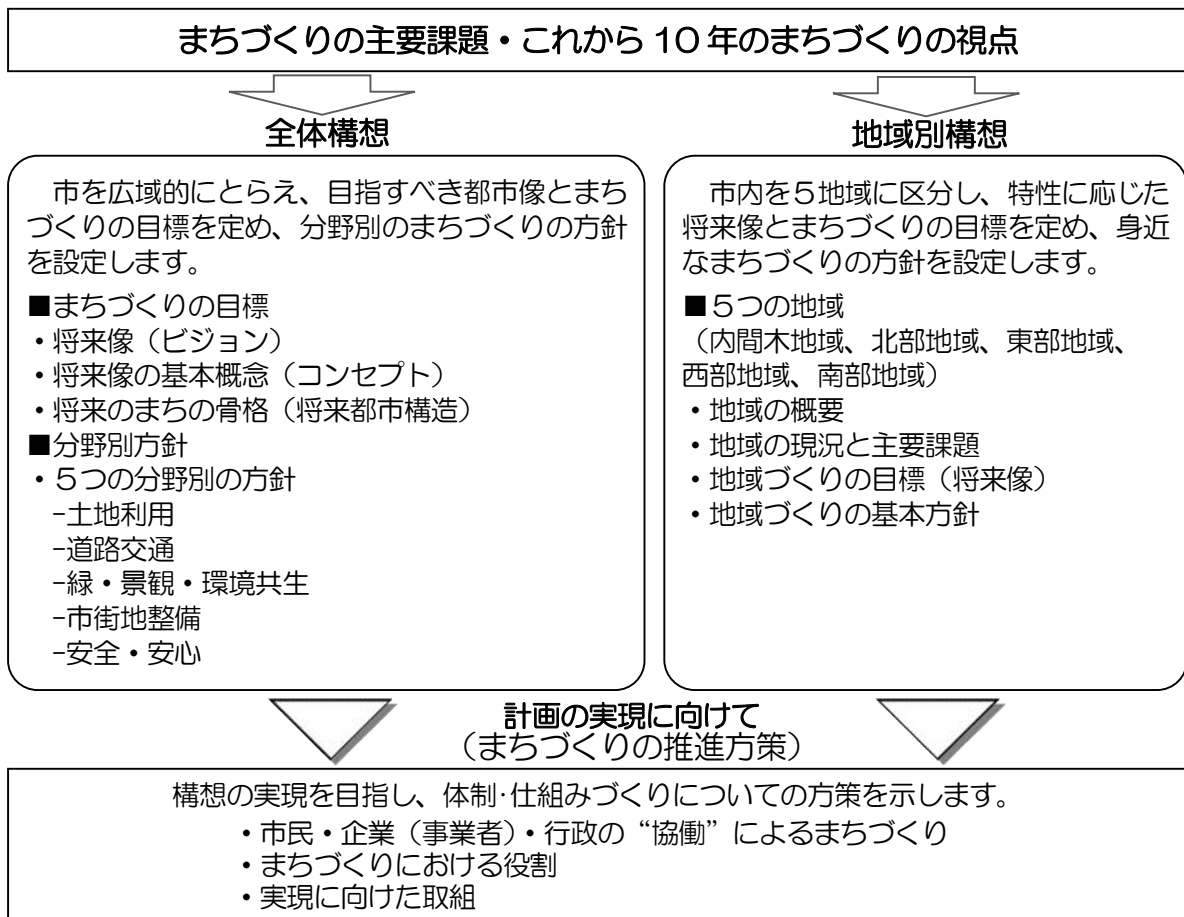 まちづくりの主要課題・これから10年のまちづくりの視点
全体構想
市を広域的にとらえ、目指すべき都市像とまち
づくりの目標を定め、分野別のまちづくりの方針
を設定します。
■まちづくりの目標
・将来像（ビジョン）
・将来像の基本概念（コンセプト）
・将来のまちの骨格（将来都市構造）
■分野別方針
・５つの分野別の方針
-土地利用
-道路交通
-緑・景観・環境共生
-市街地整備
-安全・安心
地域別構想
市内を５地域に区分し、特性に応じた
将来像とまちづくりの目標を定め、身近
なまちづくりの方針を設定します。
■５つの地域
（内間木地域、北部地域、東部地域、
西部地域、南部地域）
・地域の概要
・地域の現況と主要課題
・地域づくりの目標（将来像）
・地域づくりの基本方針
計画の実現に向けて
（まちづくりの推進方策）
構想の実現を目指し、体制･仕組みづくりについての方策を示します。
・市民・企業（事業者）・行政の“協働”によるまちづくり
・まちづくりにおける役割
・実現に向けた取組